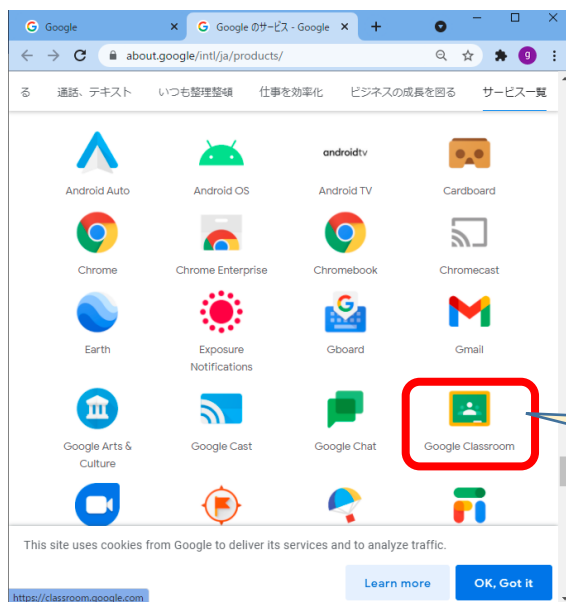 Google
Google のサービス - Google
about.google/intl/ja/products/
g
る 通話、テキスト いつも整理整頓 仕事を効率化 ビジネスの成長を図る サービス一覧
androidtv
Android Auto Android OS Android TV Cardboard
Chrome Chrome Enterprise Chromebook Chromecast
G
Earth Exposure Gboard Gmail
Notifications
Google Arts & Google Cast Google Chat Google Classroom
Culture
This site uses cookies from Google to deliver its services and to analyze traffic.
Learn more OK, Got it
https://classroom.google.com